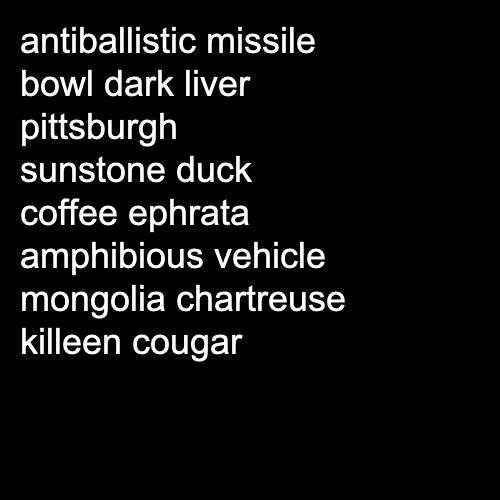 antiballistic missile
bowl dark liver
pittsburgh
sunstone duck
coffee ephrata
amphibious vehicle
mongolia chartreuse
killeen cougar